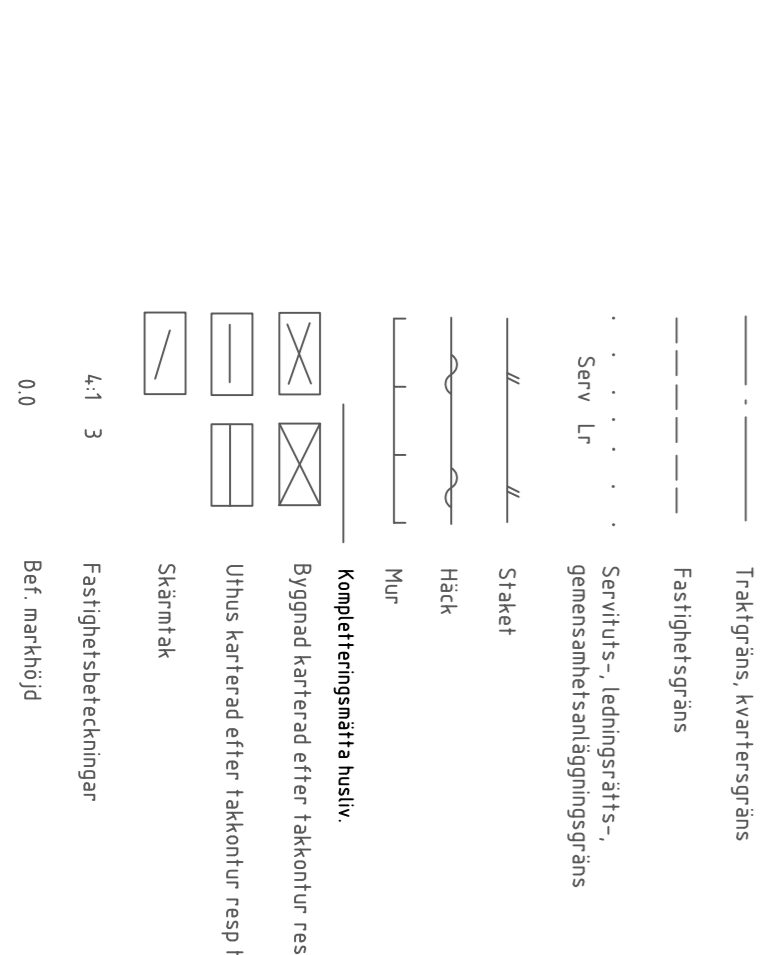 Traktgräns, kvartersgräns
Fastighetsgräns
Servituts-, ledningsrätts-,
Serv Lr gemensamhetsanläggningsgräns
Staket
Häck
Mur
Kompletteringsmätta husliv.
Byggnad karterad efter takkontur res
Uthus karterad efter takkontur resp
Skärmtak
4:1 3 Fastighetsbeteckningar
0.0 Bef. markhöjd